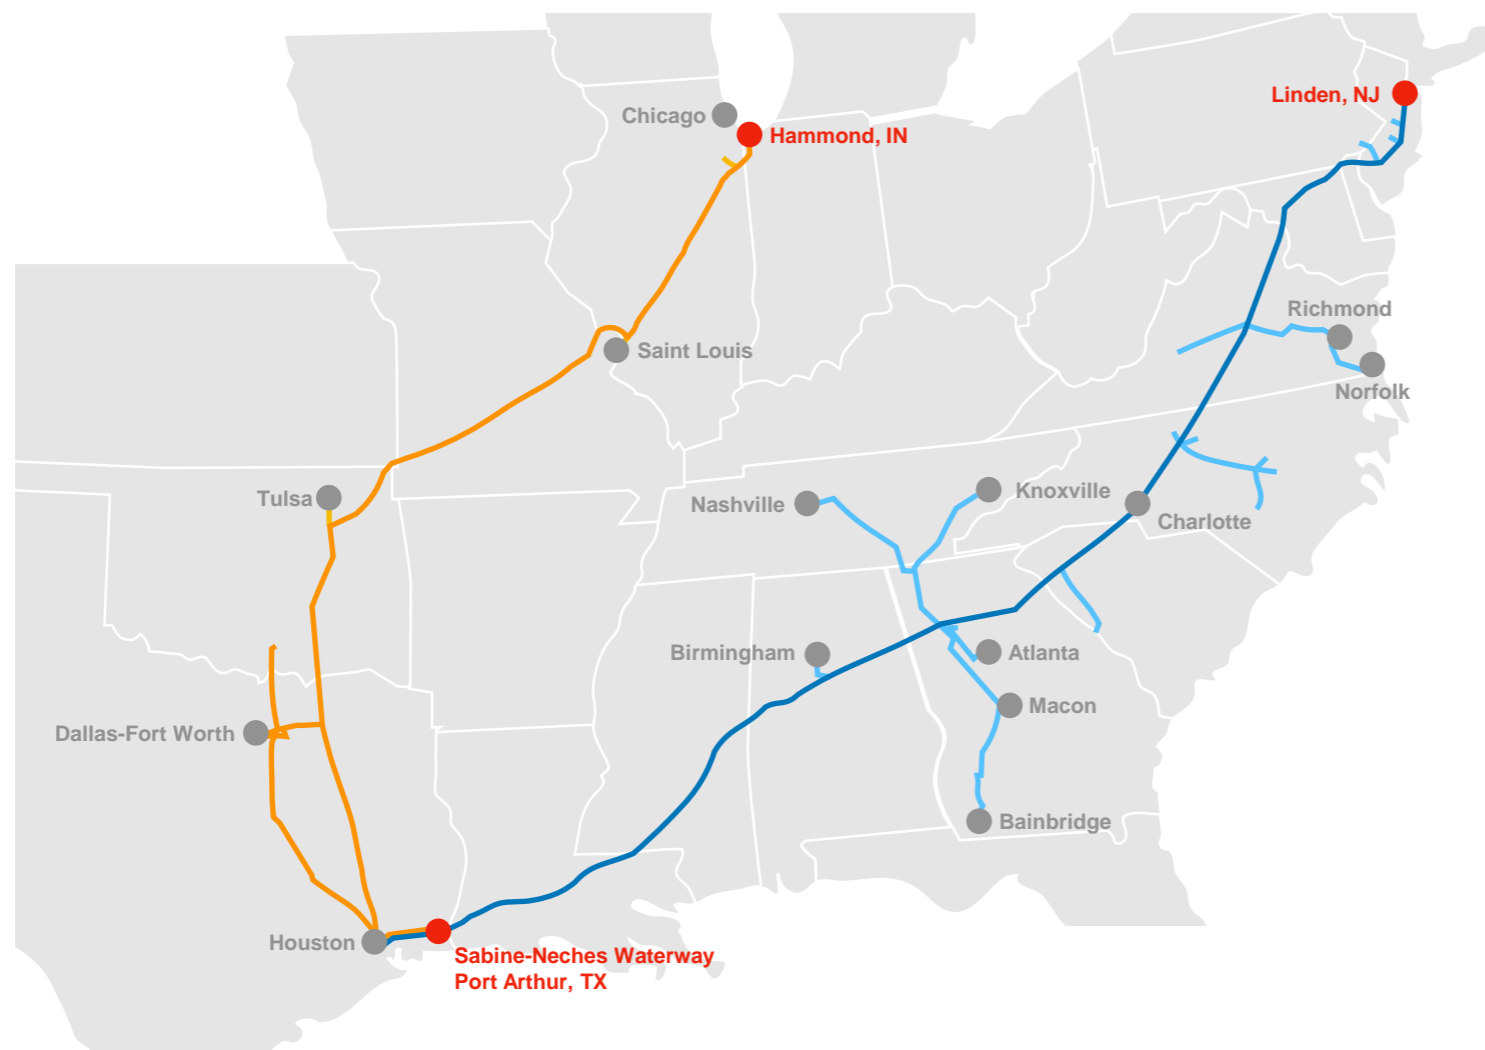 Linden, NJ
Chicago
Hammond, IN
Richmond
Saint Louis
Norfolk
Tulsa
Nashville
Knoxville
Charlotte
Birmingham
Atlanta
Macon
Dallas-Fort Worth
Bainbridge
Houston
Sabine-Neches Waterway
Port Arthur, TX